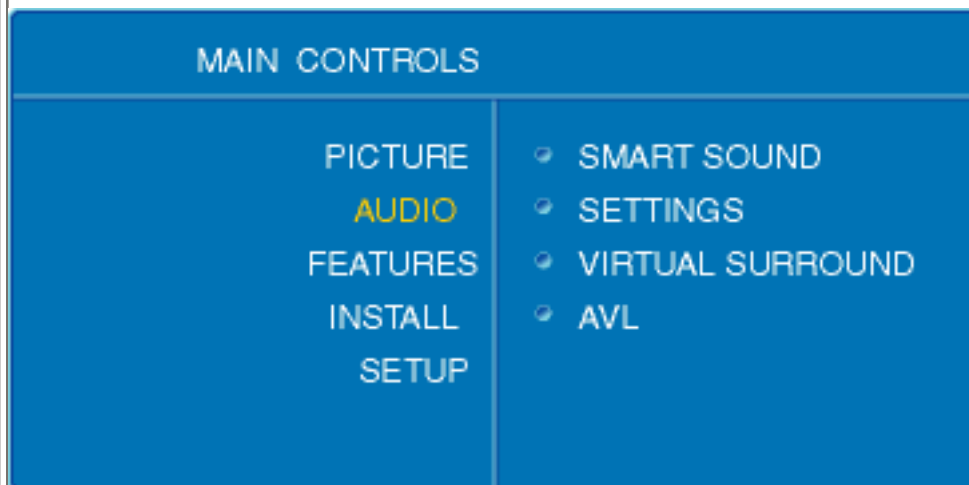 MAIN CONTROLS
PICTURE
AUDIO
FEATURES
INSTALL
SETUP
SMART SOUND
SETTINGS
VIRTUAL SURROUND
AVL